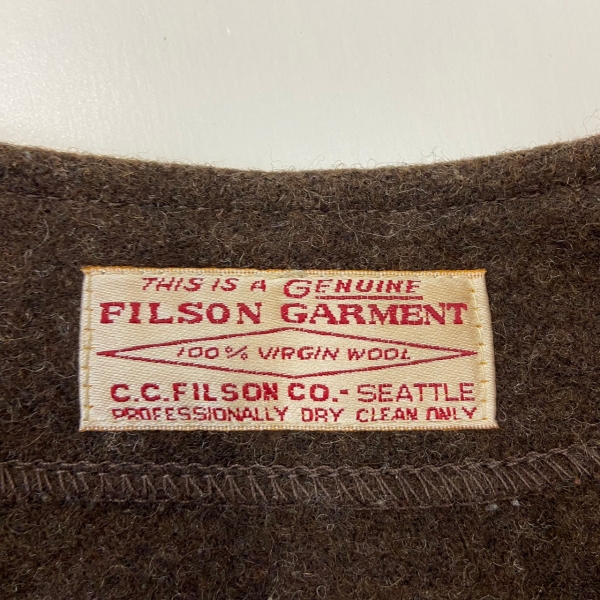 THIS IS A GENUINE
FILSON GARMENT
100% VIRGIN WOOL
C.C. FILSON CO.- SEATTLE
PROFESSIONALLY DRY CLEAN ONLY